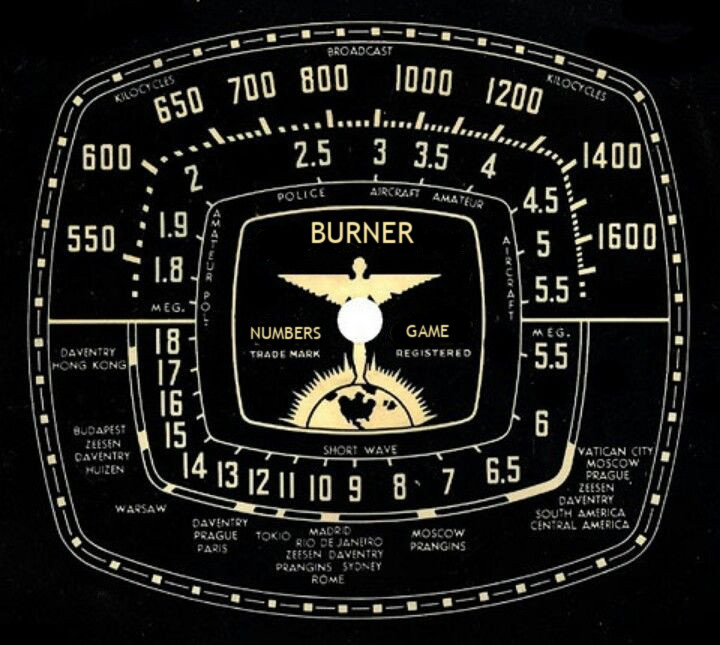 BROADCAST
KILOCYCLES
KILOCYCLES
550 600 650 700 800 1000 1200 1400 1600
1.8 1.9 2 2.5 3 3.5 4 4.5 5 5.5
POLICE AIRCRAFT AMATEUR
AMATEUR POL.
AIRCRAFT
BURNER
NUMBERS GAME
TRADE MARK REGISTERED
MEG. MEG.
18 17 16 15 14 13 12 11 10 9 8 7 6.5 6 5.5
SHORT WAVE
DAVENTRY
HONG KONG
BUDAPEST
ZEESEN
DAVENTRY
HUIZEN
WARSAW
DAVENTRY
PRAGUE
PARIS
TOKIO
MADRID
RIO DE JANEIRO
ZEESEN DAVENTRY
PRANGINS SYDNEY
ROME
MOSCOW
PRANGINS
VATICAN CITY
MOSCOW
PRAGUE
ZEESEN
DAVENTRY
SOUTH AMERICA
CENTRAL AMERICA